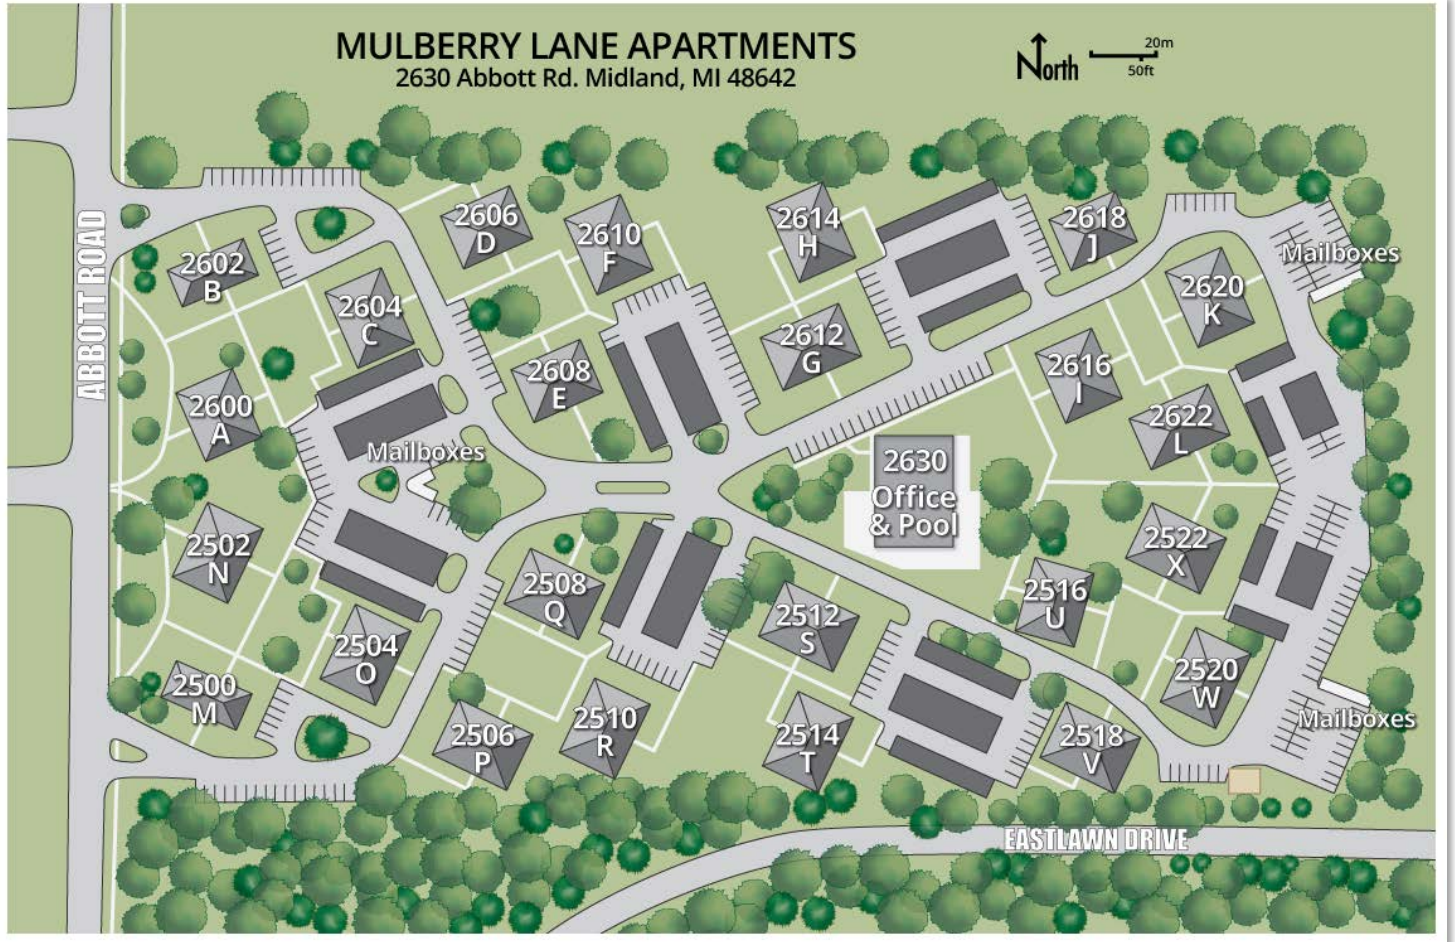 MULBERRY LANE APARTMENTS
2630 Abbott Rd. Midland, MI 48642
North
20m
50ft
ABBOTT ROAD
2602
B
2604
C
2600
A
2606
D
2610
F
2608
E
2614
H
2612
G
2618
J
2620
K
2616
I
2622
L
Mailboxes
Mailboxes
2630
Office
& Pool
2502
N
2504
O
2500
M
2508
Q
2506
P
2510
R
2512
S
2514
T
2516
U
2522
X
2520
W
2518
V
Mailboxes
EASTLAWN DRIVE